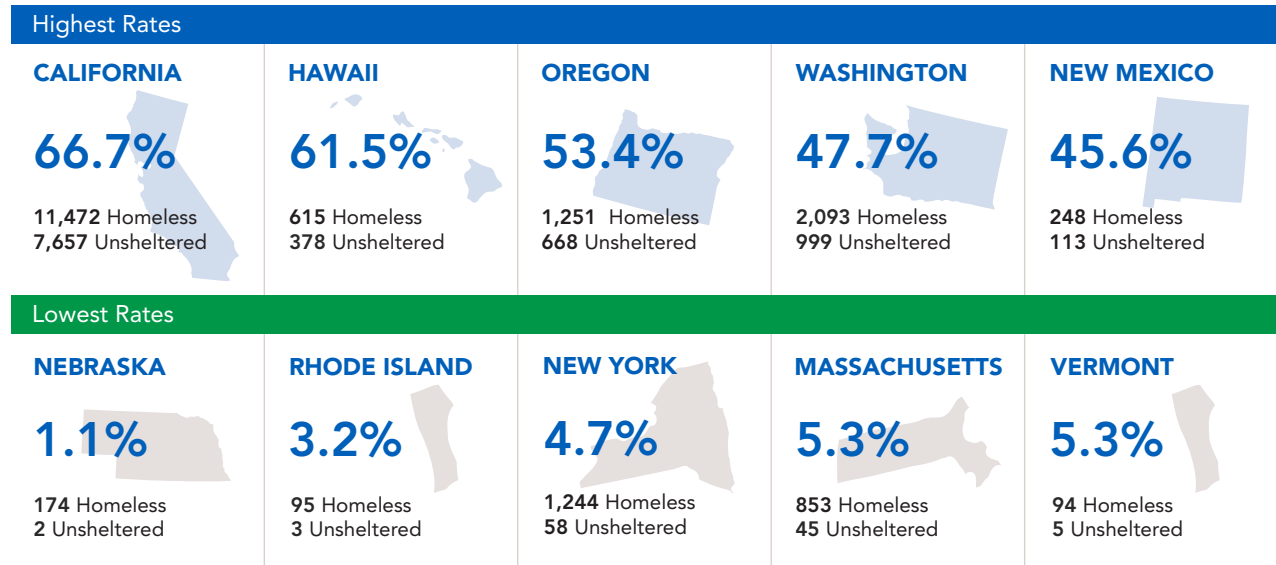 Highest Rates
CALIFORNIA
66.7%
11,472 Homeless
7,657 Unsheltered
HAWAII
61.5%
615 Homeless
378 Unsheltered
OREGON
53.4%
1,251 Homeless
668 Unsheltered
WASHINGTON
47.7%
2,093 Homeless
999 Unsheltered
NEW MEXICO
45.6%
248 Homeless
113 Unsheltered
Lowest Rates
NEBRASKA
1.1%
174 Homeless
2 Unsheltered
RHODE ISLAND
3.2%
95 Homeless
3 Unsheltered
NEW YORK
4.7%
1,244 Homeless
58 Unsheltered
MASSACHUSETTS
5.3%
853 Homeless
45 Unsheltered
VERMONT
5.3%
94 Homeless
5 Unsheltered